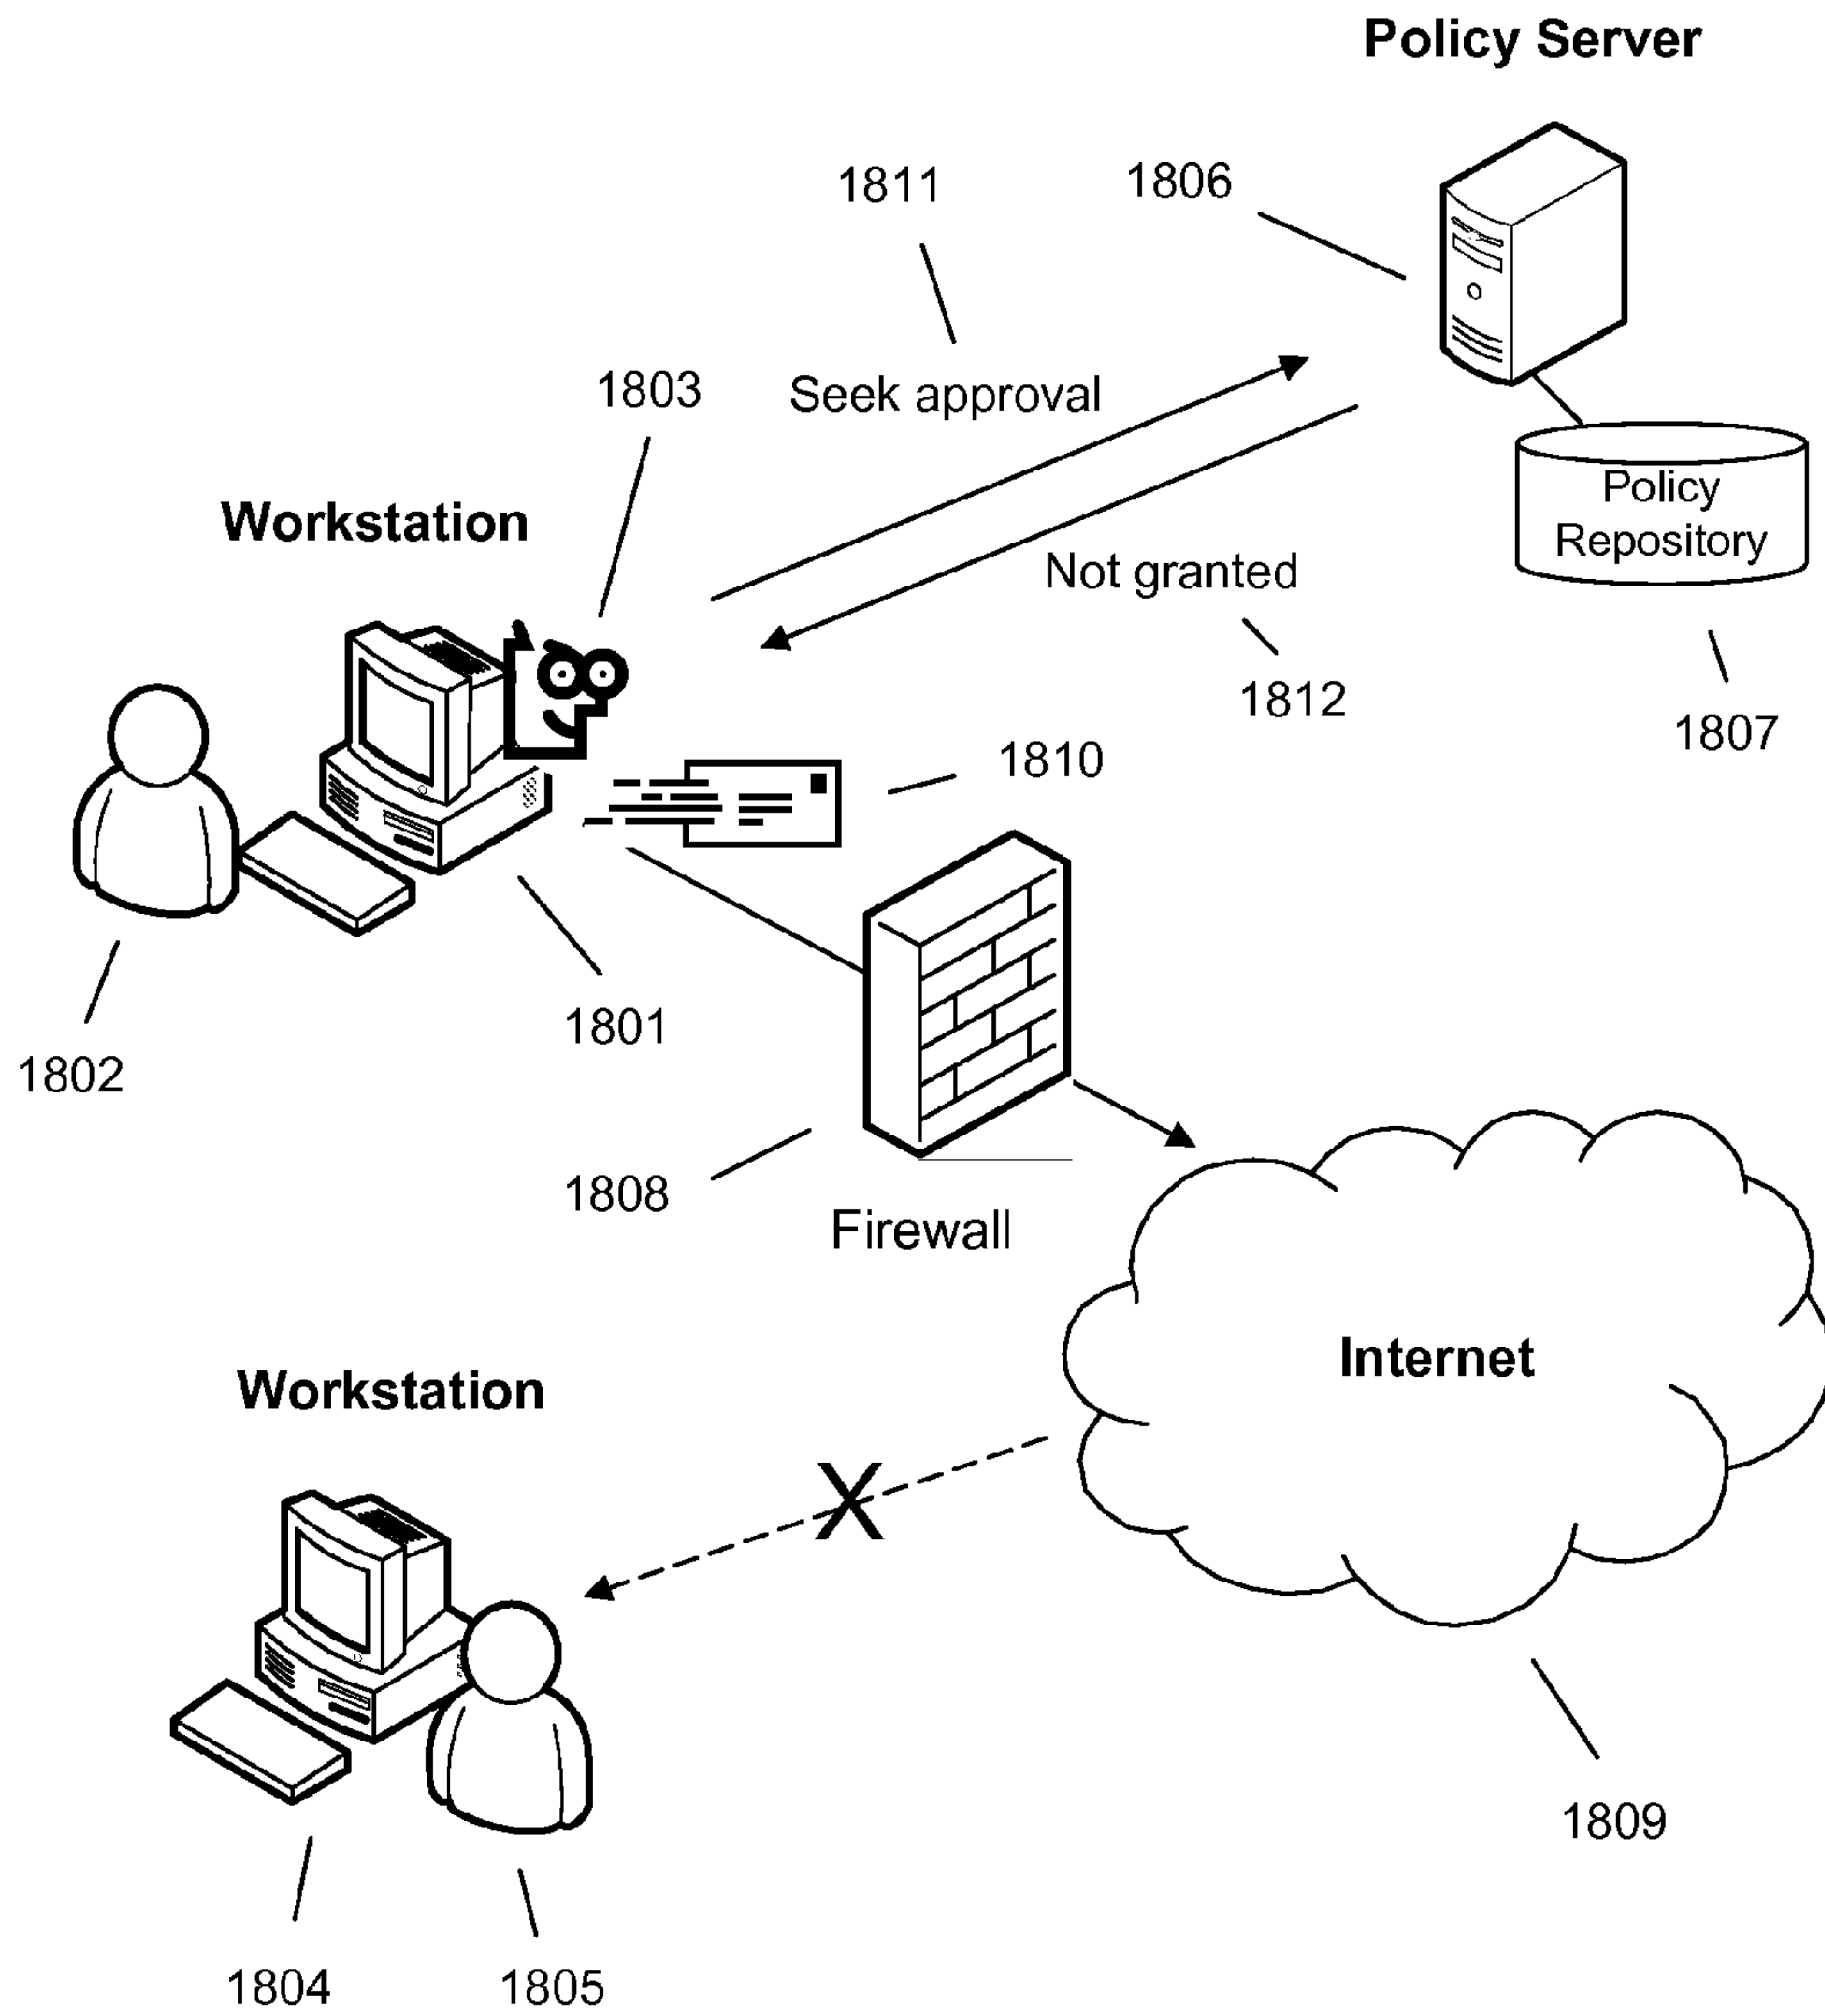 Policy Server
1811
1806
1803
Seek approval
Policy
Repository
Workstation
Not granted
1812
1807
1810
1801
1802
1808
Firewall
Internet
Workstation
1809
1804
1805